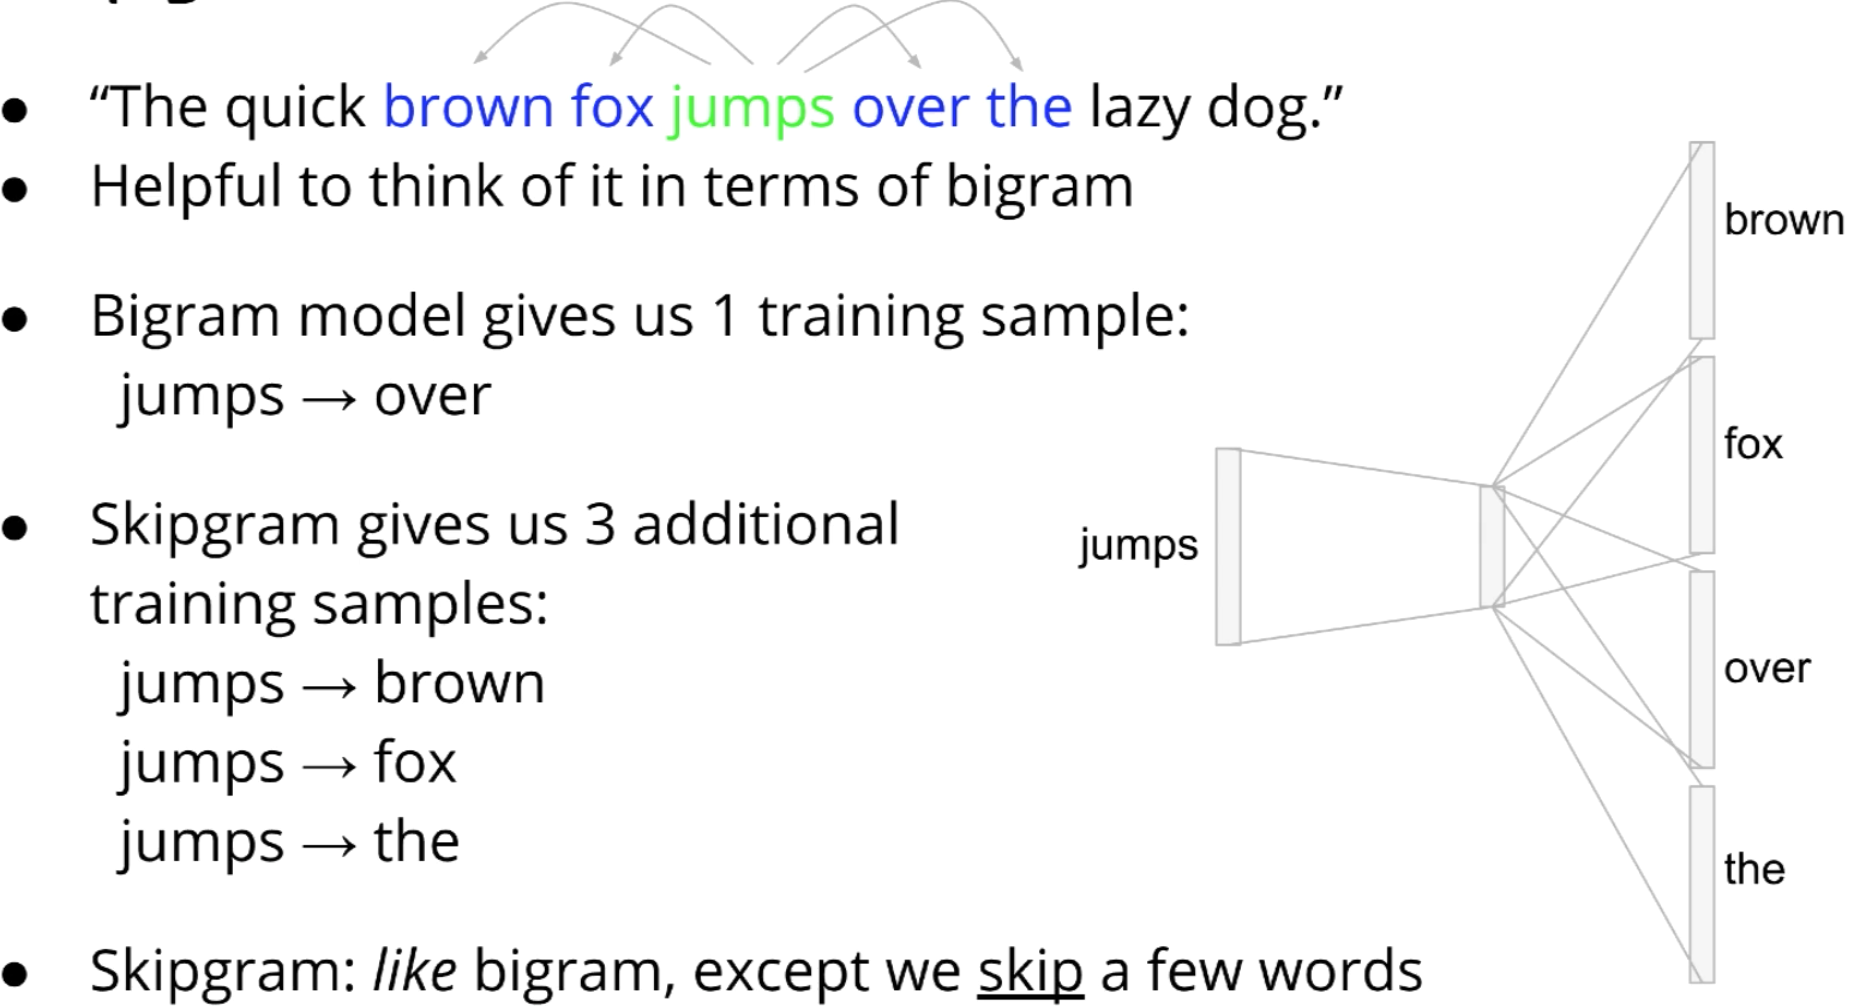 ● “The quick brown fox jumps over the lazy dog.”
● Helpful to think of it in terms of bigram
● Bigram model gives us 1 training sample:
jumps → over
● Skipgram gives us 3 additional
training samples:
jumps → brown
jumps → fox
jumps → the
● Skipgram: like bigram, except we skip a few words
jumps
brown
fox
over
the